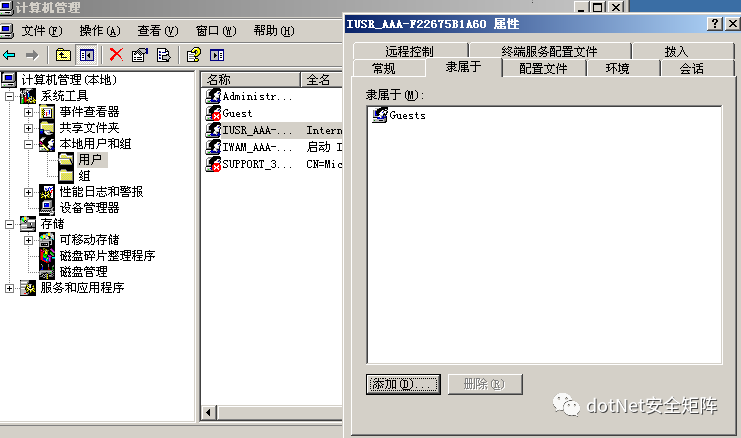 计算机管理
文件(F) 操作(A) 查看(V) 窗口(W) 帮助(H)
计算机管理(本地)
系统工具
事件查看器
共享文件夹
本地用户和组
用户
组
性能日志和警报
设备管理器
存储
可移动存储
磁盘碎片整理程序
磁盘管理
服务和应用程序
名称 全名
Administr...
Guest
IUSR_AAA-... Intern
IWAM_AAA-... 启动 I
SUPPORT_3... CN=Mic
IUSR_AAA-F22675B1A60 属性
远程控制 终端服务配置文件 拨入
常规 隶属于 配置文件 环境 会话
隶属于(M):
Guests
添加(D)... 删除(R)
dotNet安全矩阵